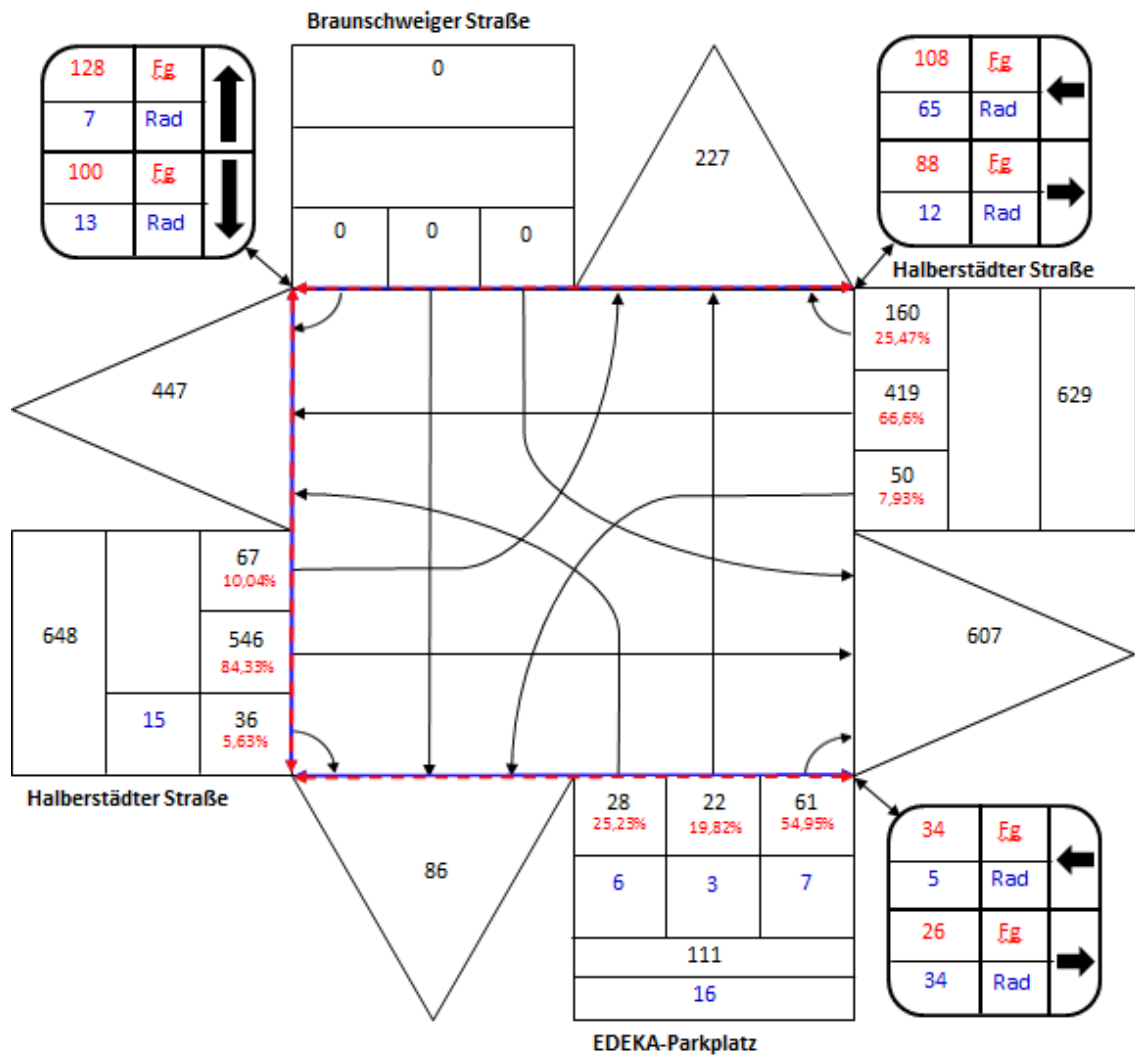 Braunschweiger Straße
128 Fg
7 Rad
100 Fg
13 Rad
0
0 0 0
227
108 Fg
65 Rad
88 Fg
12 Rad
Halberstädter Straße
160
25,47%
419
66,6%
50
7,93%
629
447
67
10,04%
648
546
84,33%
15
36
5,63%
607
Halberstädter Straße
86
28 22 61
25,23% 19,82% 54,95%
6 3 7
111
16
34 Fg
5 Rad
26 Fg
34 Rad
EDEKA-Parkplatz